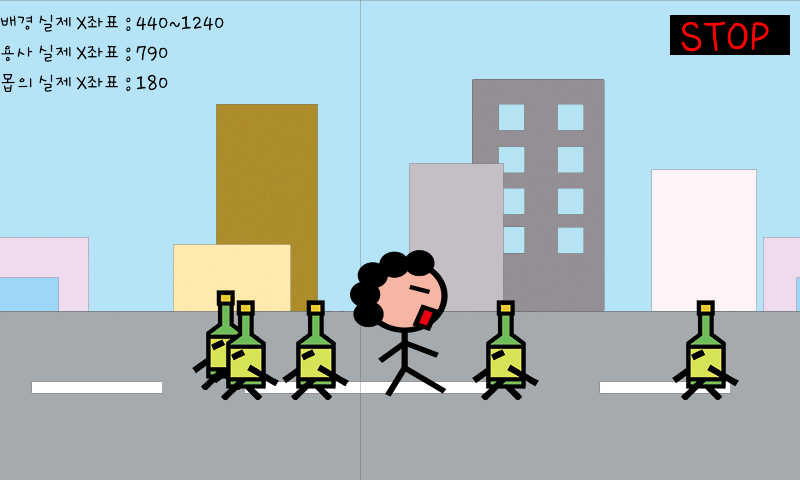 배경 실제 X좌표 : 440~1240
STOP
용사 실제 X좌표 : 790
몹의 실제 X좌표 : 180